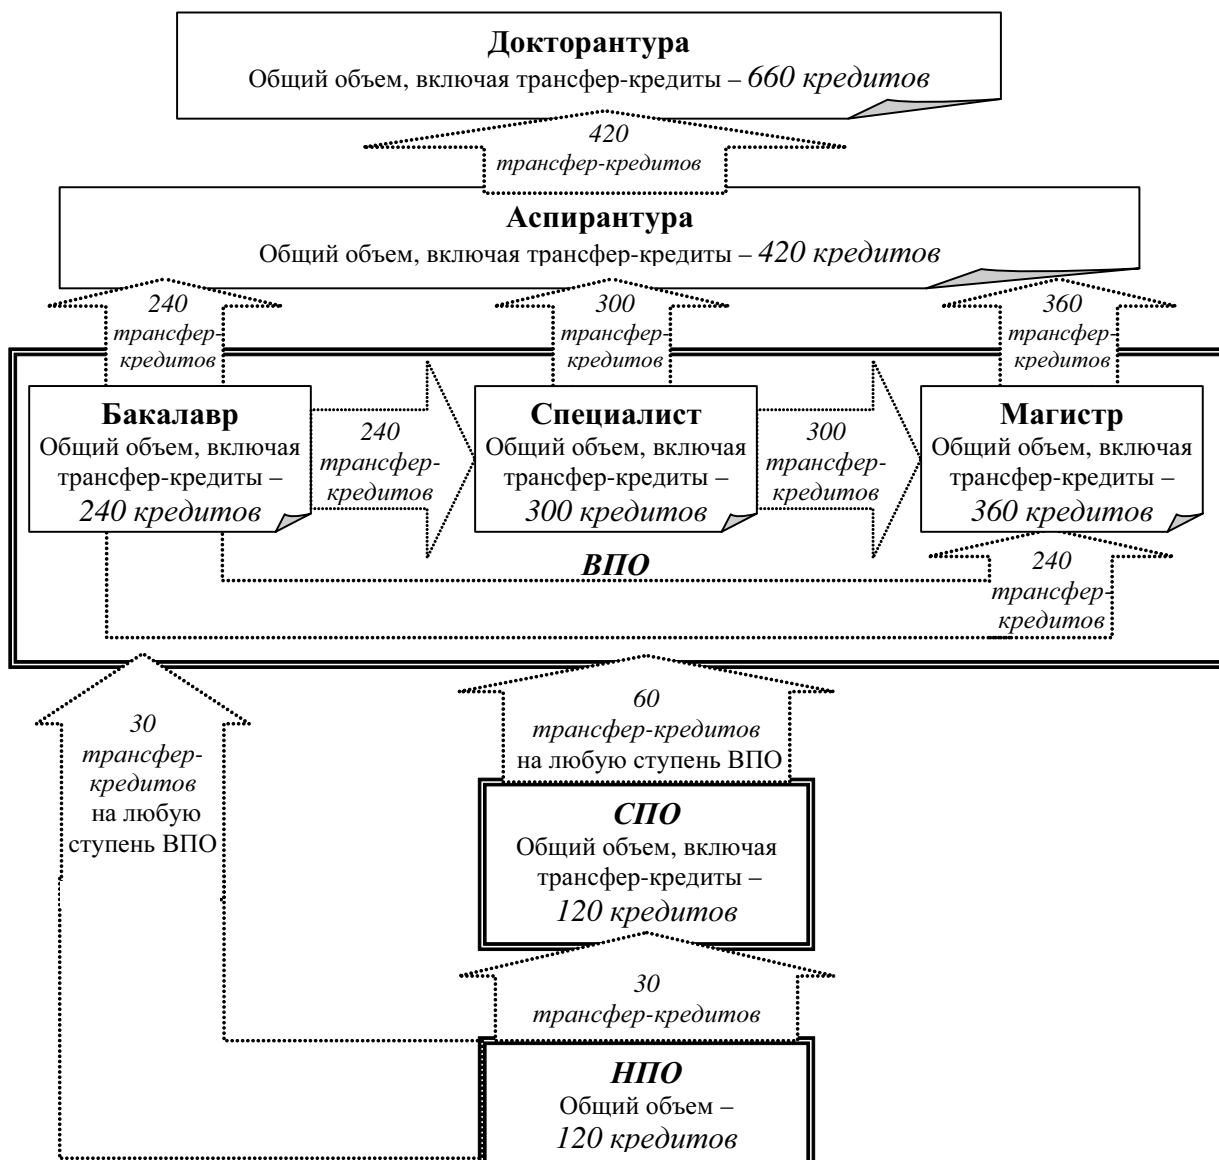 Докторантура
Общий объем, включая трансфер-кредиты – 660 кредитов
420
трансфер-кредитов
Аспирантура
Общий объем, включая трансфер-кредиты – 420 кредитов
240
трансфер-
кредитов
300
трансфер-
кредитов
360
трансфер-
кредитов
Бакалавр
Общий объем, включая
трансфер-кредиты –
240 кредитов
240
трансфер-
кредитов
Специалист
Общий объем, включая
трансфер-кредиты –
300 кредитов
300
трансфер-
кредитов
Магистр
Общий объем, включая
трансфер-кредиты –
360 кредитов
ВПО
240
трансфер-
кредитов
30
трансфер-
кредитов
на любую
ступень ВПО
60
трансфер-кредитов
на любую ступень ВПО
СПО
Общий объем, включая
трансфер-кредиты –
120 кредитов
30
трансфер-кредитов
НПО
Общий объем –
120 кредитов